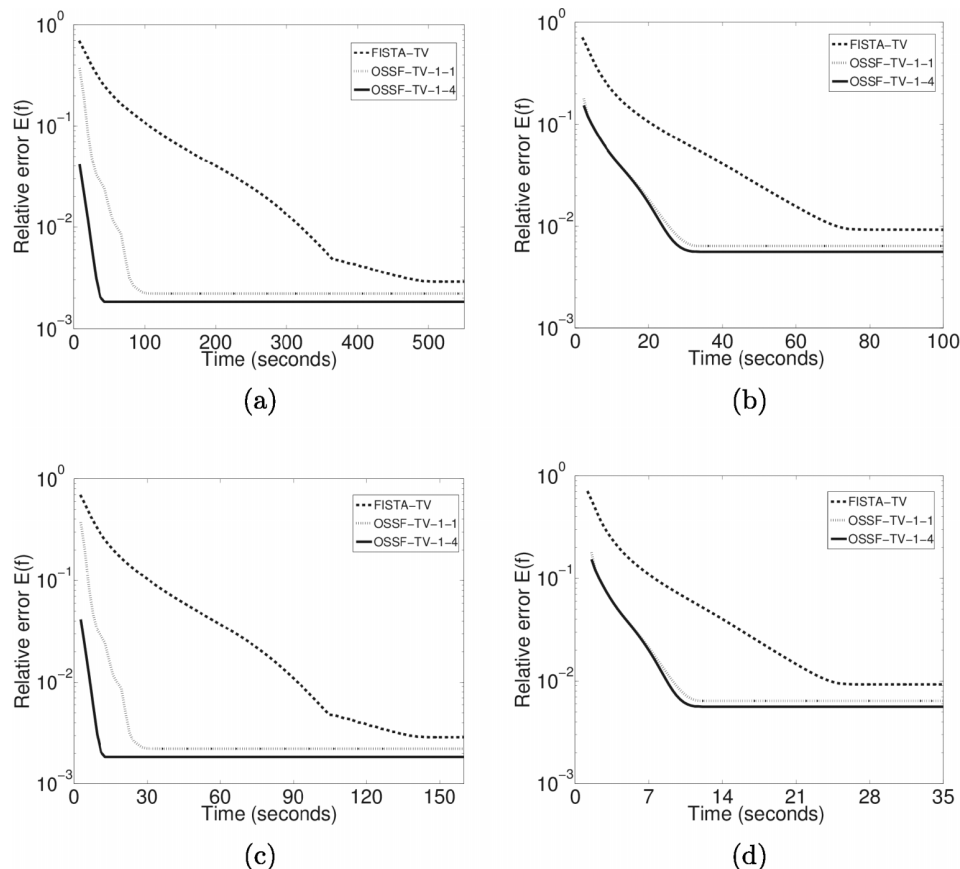 10^0
10^-1
10^-2
10^-3
Relative error E(f)
FISTA-TV
OSSF-TV-1-1
OSSF-TV-1-4
0 100 200 300 400 500
Time (seconds)
(a)
10^0
10^-1
10^-2
10^-3
Relative error E(f)
FISTA-TV
OSSF-TV-1-1
OSSF-TV-1-4
0 20 40 60 80 100
Time (seconds)
(b)
10^0
10^-1
10^-2
10^-3
Relative error E(f)
FISTA-TV
OSSF-TV-1-1
OSSF-TV-1-4
0 30 60 90 120 150
Time (seconds)
(c)
10^0
10^-1
10^-2
10^-3
Relative error E(f)
FISTA-TV
OSSF-TV-1-1
OSSF-TV-1-4
0 7 14 21 28 35
Time (seconds)
(d)